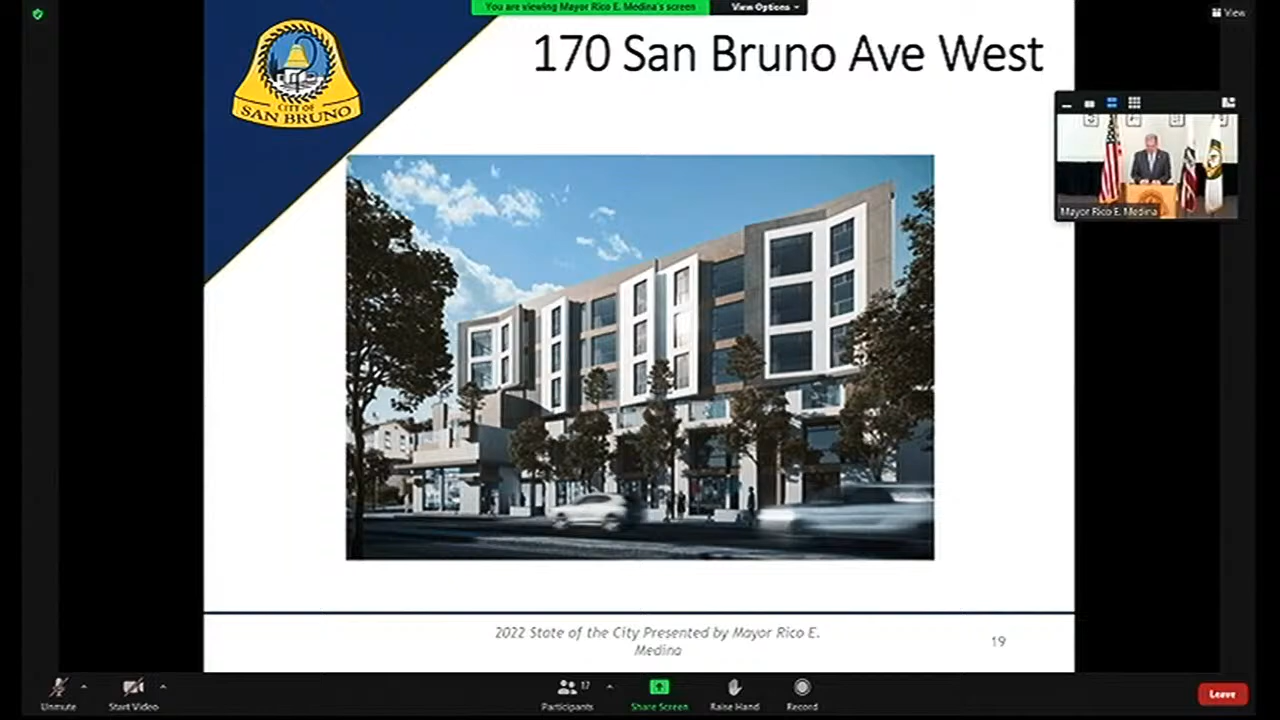 You are viewing Mayor Rico E. Medina's screen
View Options
View
170 San Bruno Ave West
CITY OF
SAN BRUNO
Mayor Rico E. Medina
2022 State of the City Presented by Mayor Rico E.
Medina
19
Unmute
Start Video
17
Participants
Share Screen
Raise Hand
Record
Leave